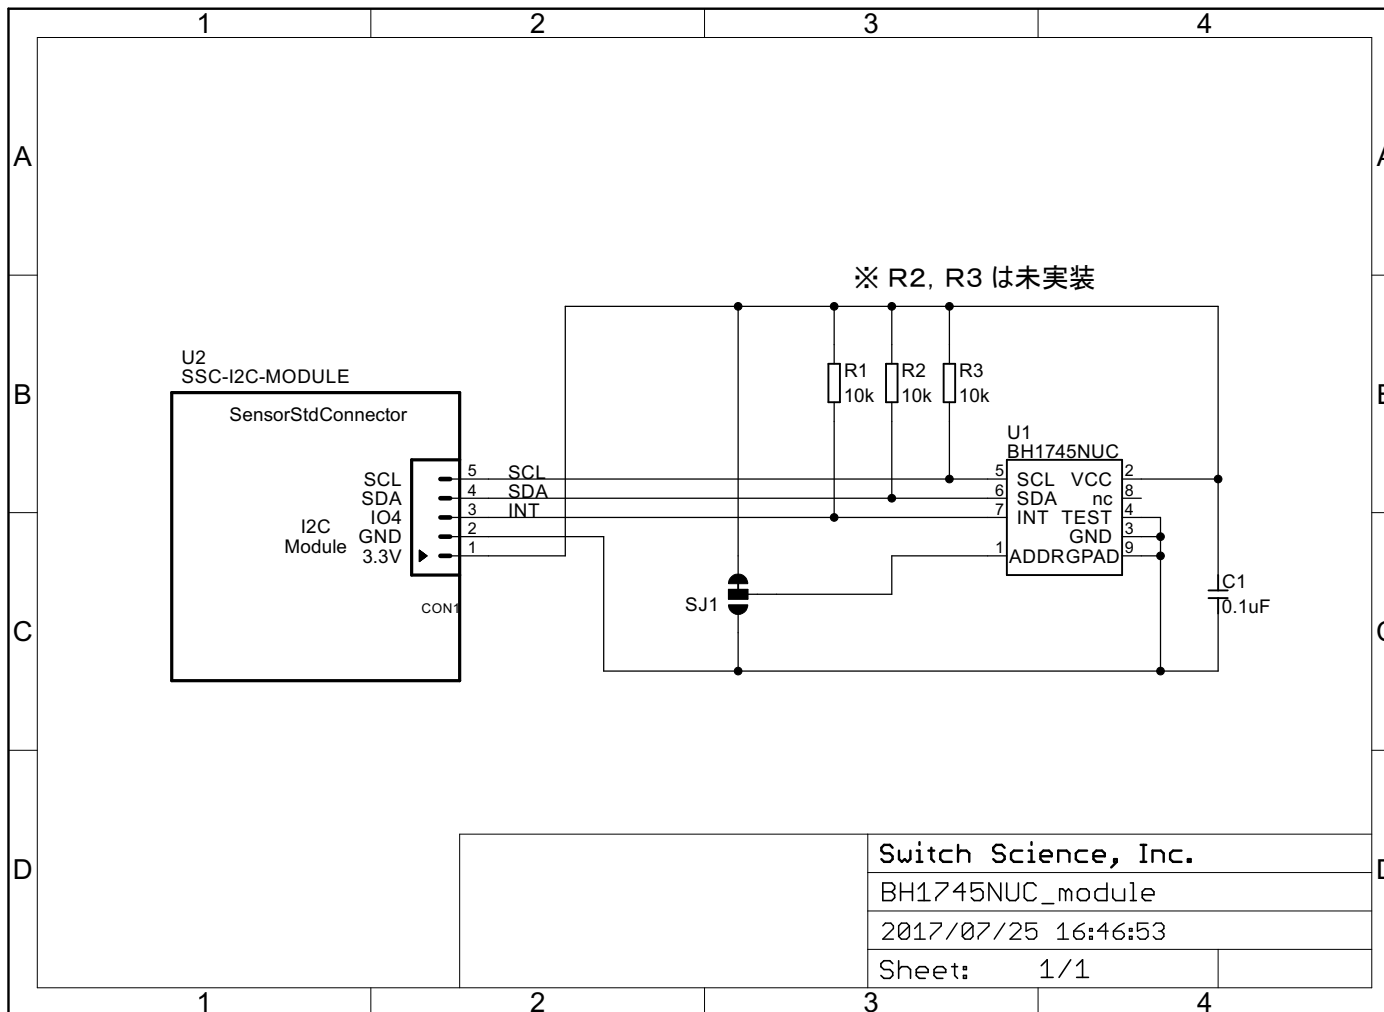 1 2 3 4
A A
※ R2, R3 は未実装
U2
SSC-I2C-MODULE
B
SensorStdConnector
R1 R2 R3
10k 10k 10k
U1
BH1745NUC
SCL 5 SCL 5 SCL VCC 2
SDA 4 SDA 6 SDA nc 8
IO4 3 INT 7 INT TEST 4
I2C
Module
GND 2 GND 3
3.3V 1 1 ADDR GPAD 9
CON1
SJ1
C1
0.1uF
C
D
Switch Science, Inc.
BH1745NUC_module
2017/07/25 16:46:53
Sheet: 1/1
1 2 3 4